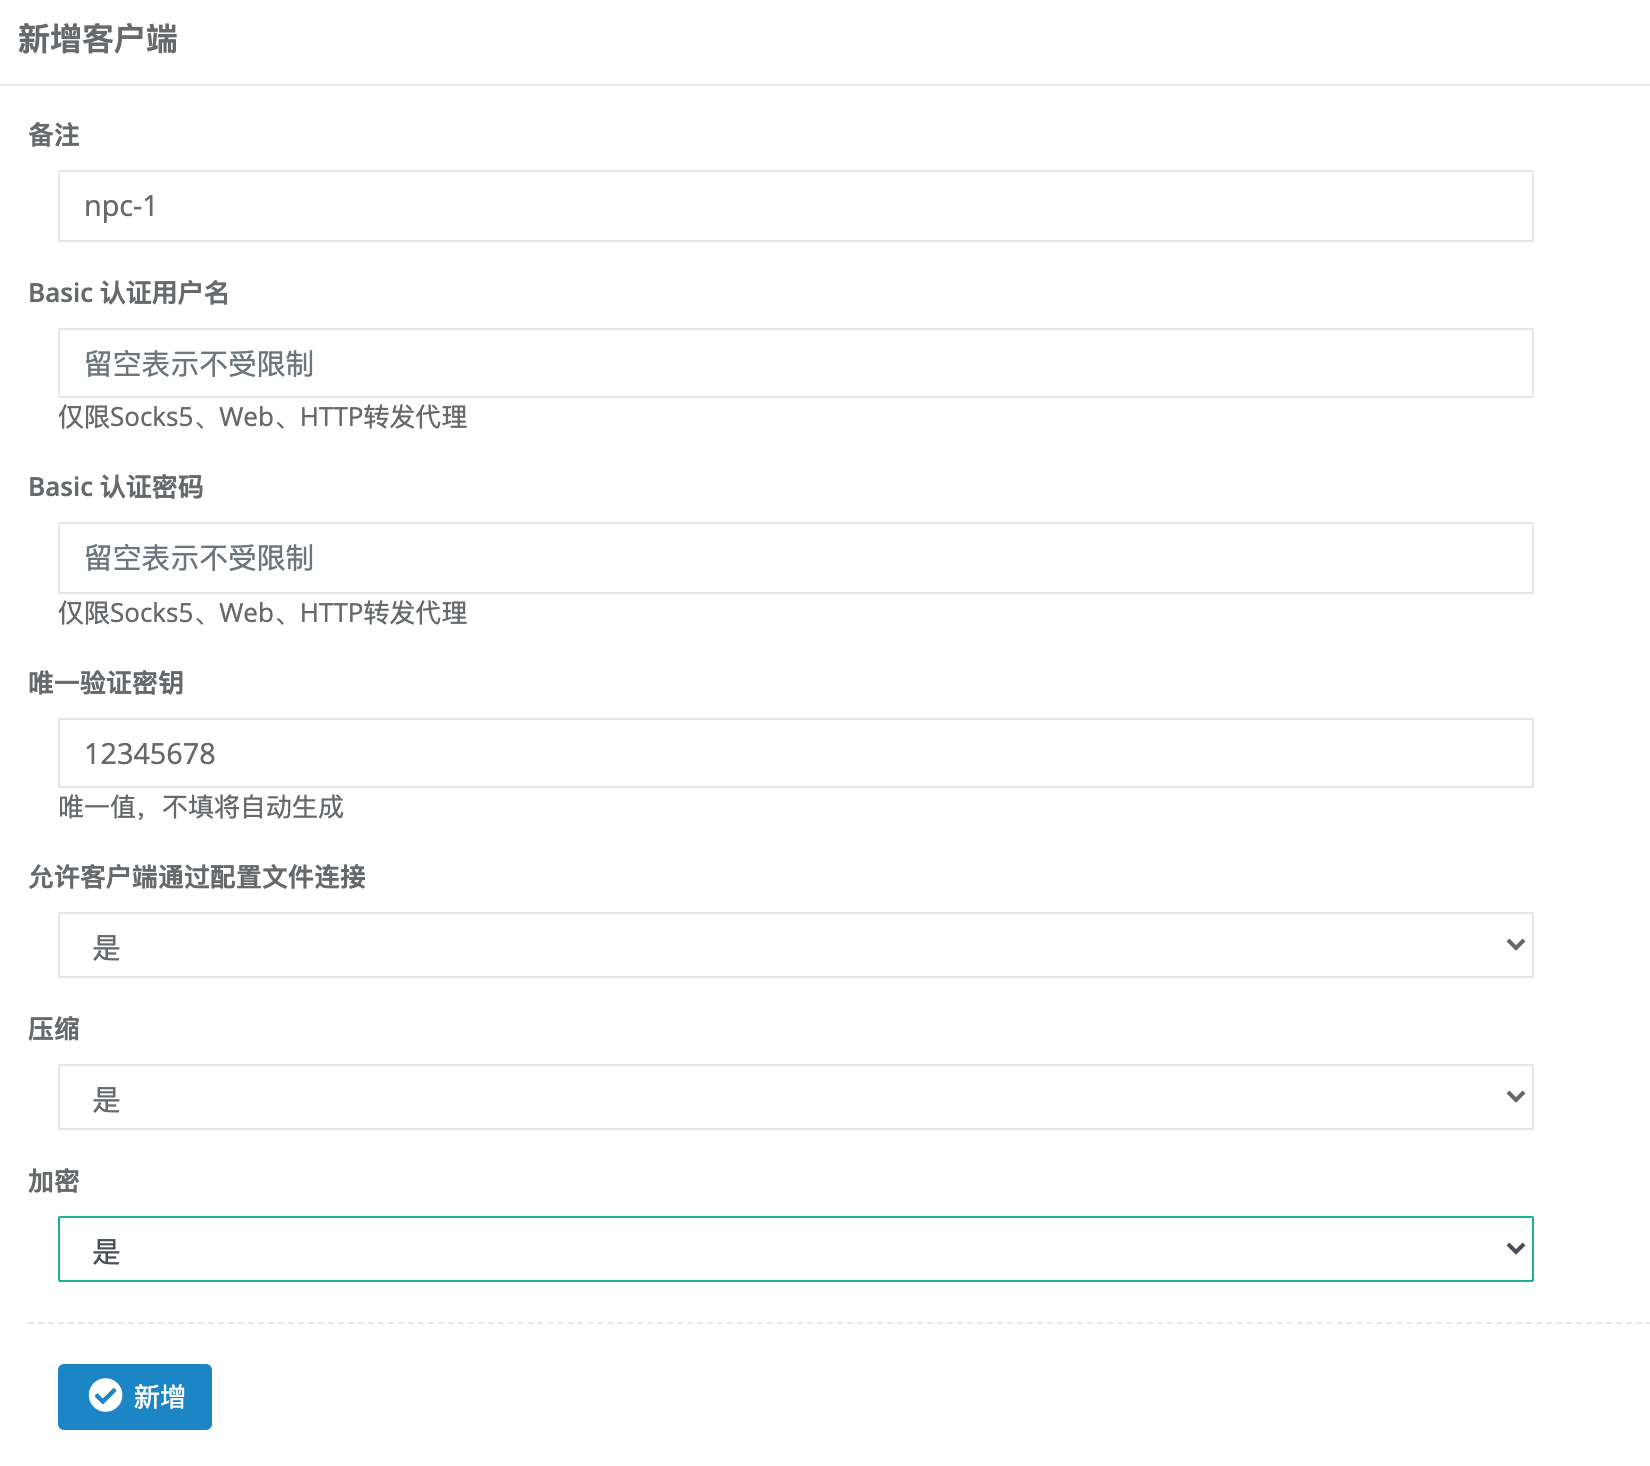 新增客户端
备注
npc-1
Basic 认证用户名
留空表示不受限制
仅限Socks5、Web、HTTP转发代理
Basic 认证密码
留空表示不受限制
仅限Socks5、Web、HTTP转发代理
唯一验证密钥
12345678
唯一值，不填将自动生成
允许客户端通过配置文件连接
是
压缩
是
加密
是
新增